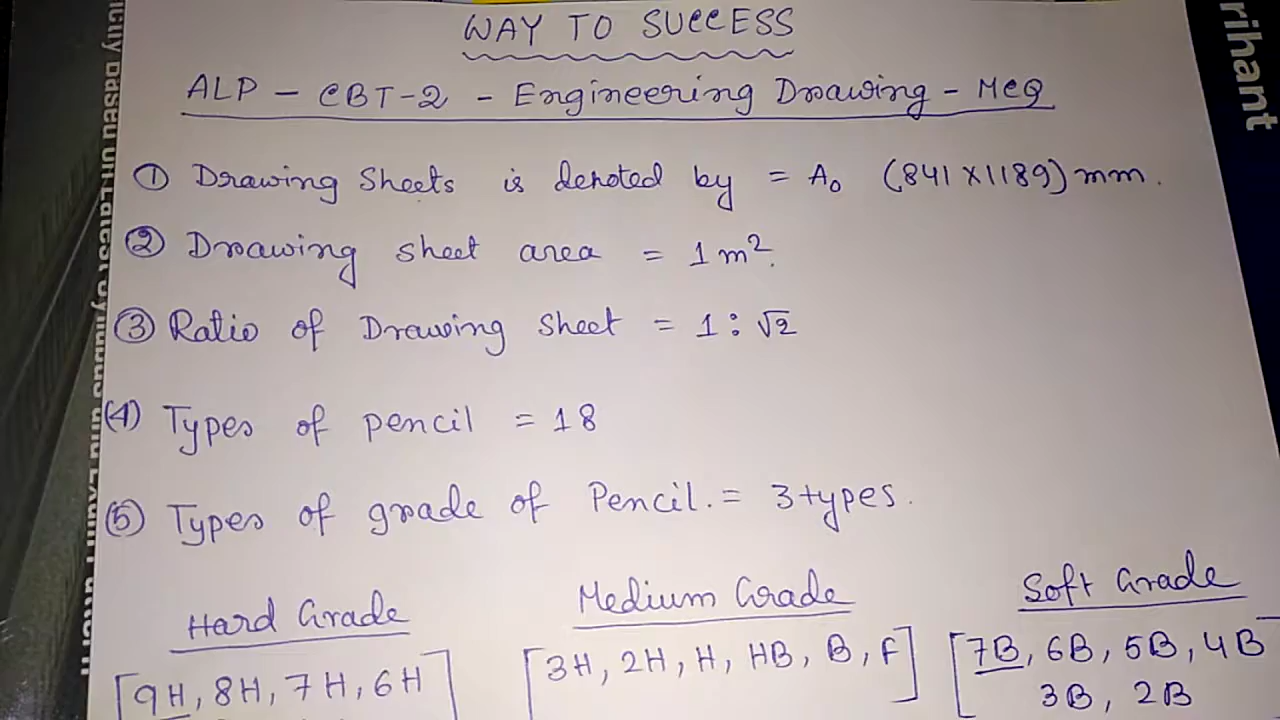 WAY TO SUCCESS
ALP - CBT-2 - Engineering Drawing - MCQ
① Drawing Sheets is denoted by = A₀ (841 X 1189) mm.
② Drawing sheet area = 1 m².
③ Ratio of Drawing Sheet = 1 : √2
(4) Types of pencil = 18
⑤ Types of grade of Pencil. = 3 types.
Hard Grade Medium Grade Soft Grade
[9H, 8H, 7H, 6H] [3H, 2H, H, HB, B, F] [7B, 6B, 5B, 4B
3B, 2B
rihant